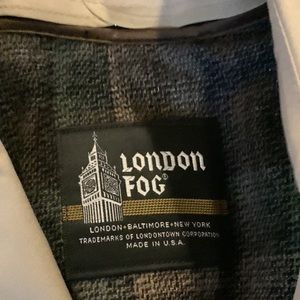 LONDON
FOG®
LONDON•BALTIMORE•NEW YORK
TRADEMARKS OF LONDONTOWN CORPORATION
MADE IN U.S.A.